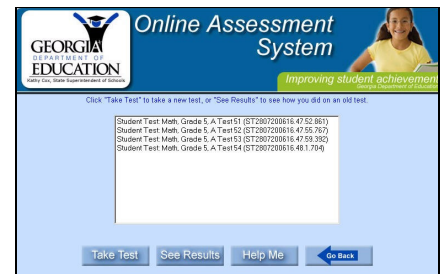 Online Assessment
System
GEORGIA
DEPARTMENT OF
EDUCATION
Kathy Cox, State Superintendent of Schools
Improving student achievement
Georgia Department of Education
Click "Take Test" to take a new test, or "See Results" to see how you did on an old test.
Student Test: Math, Grade 5, A Test 51 (ST2807200616.47.52.861)
Student Test: Math, Grade 5, A Test 52 (ST2807200616.47.55.767)
Student Test: Math, Grade 5, A Test 53 (ST2807200616.47.59.392)
Student Test: Math, Grade 5, A Test 54 (ST2807200616.48.1.704)
Take Test
See Results
Help Me
Go Back